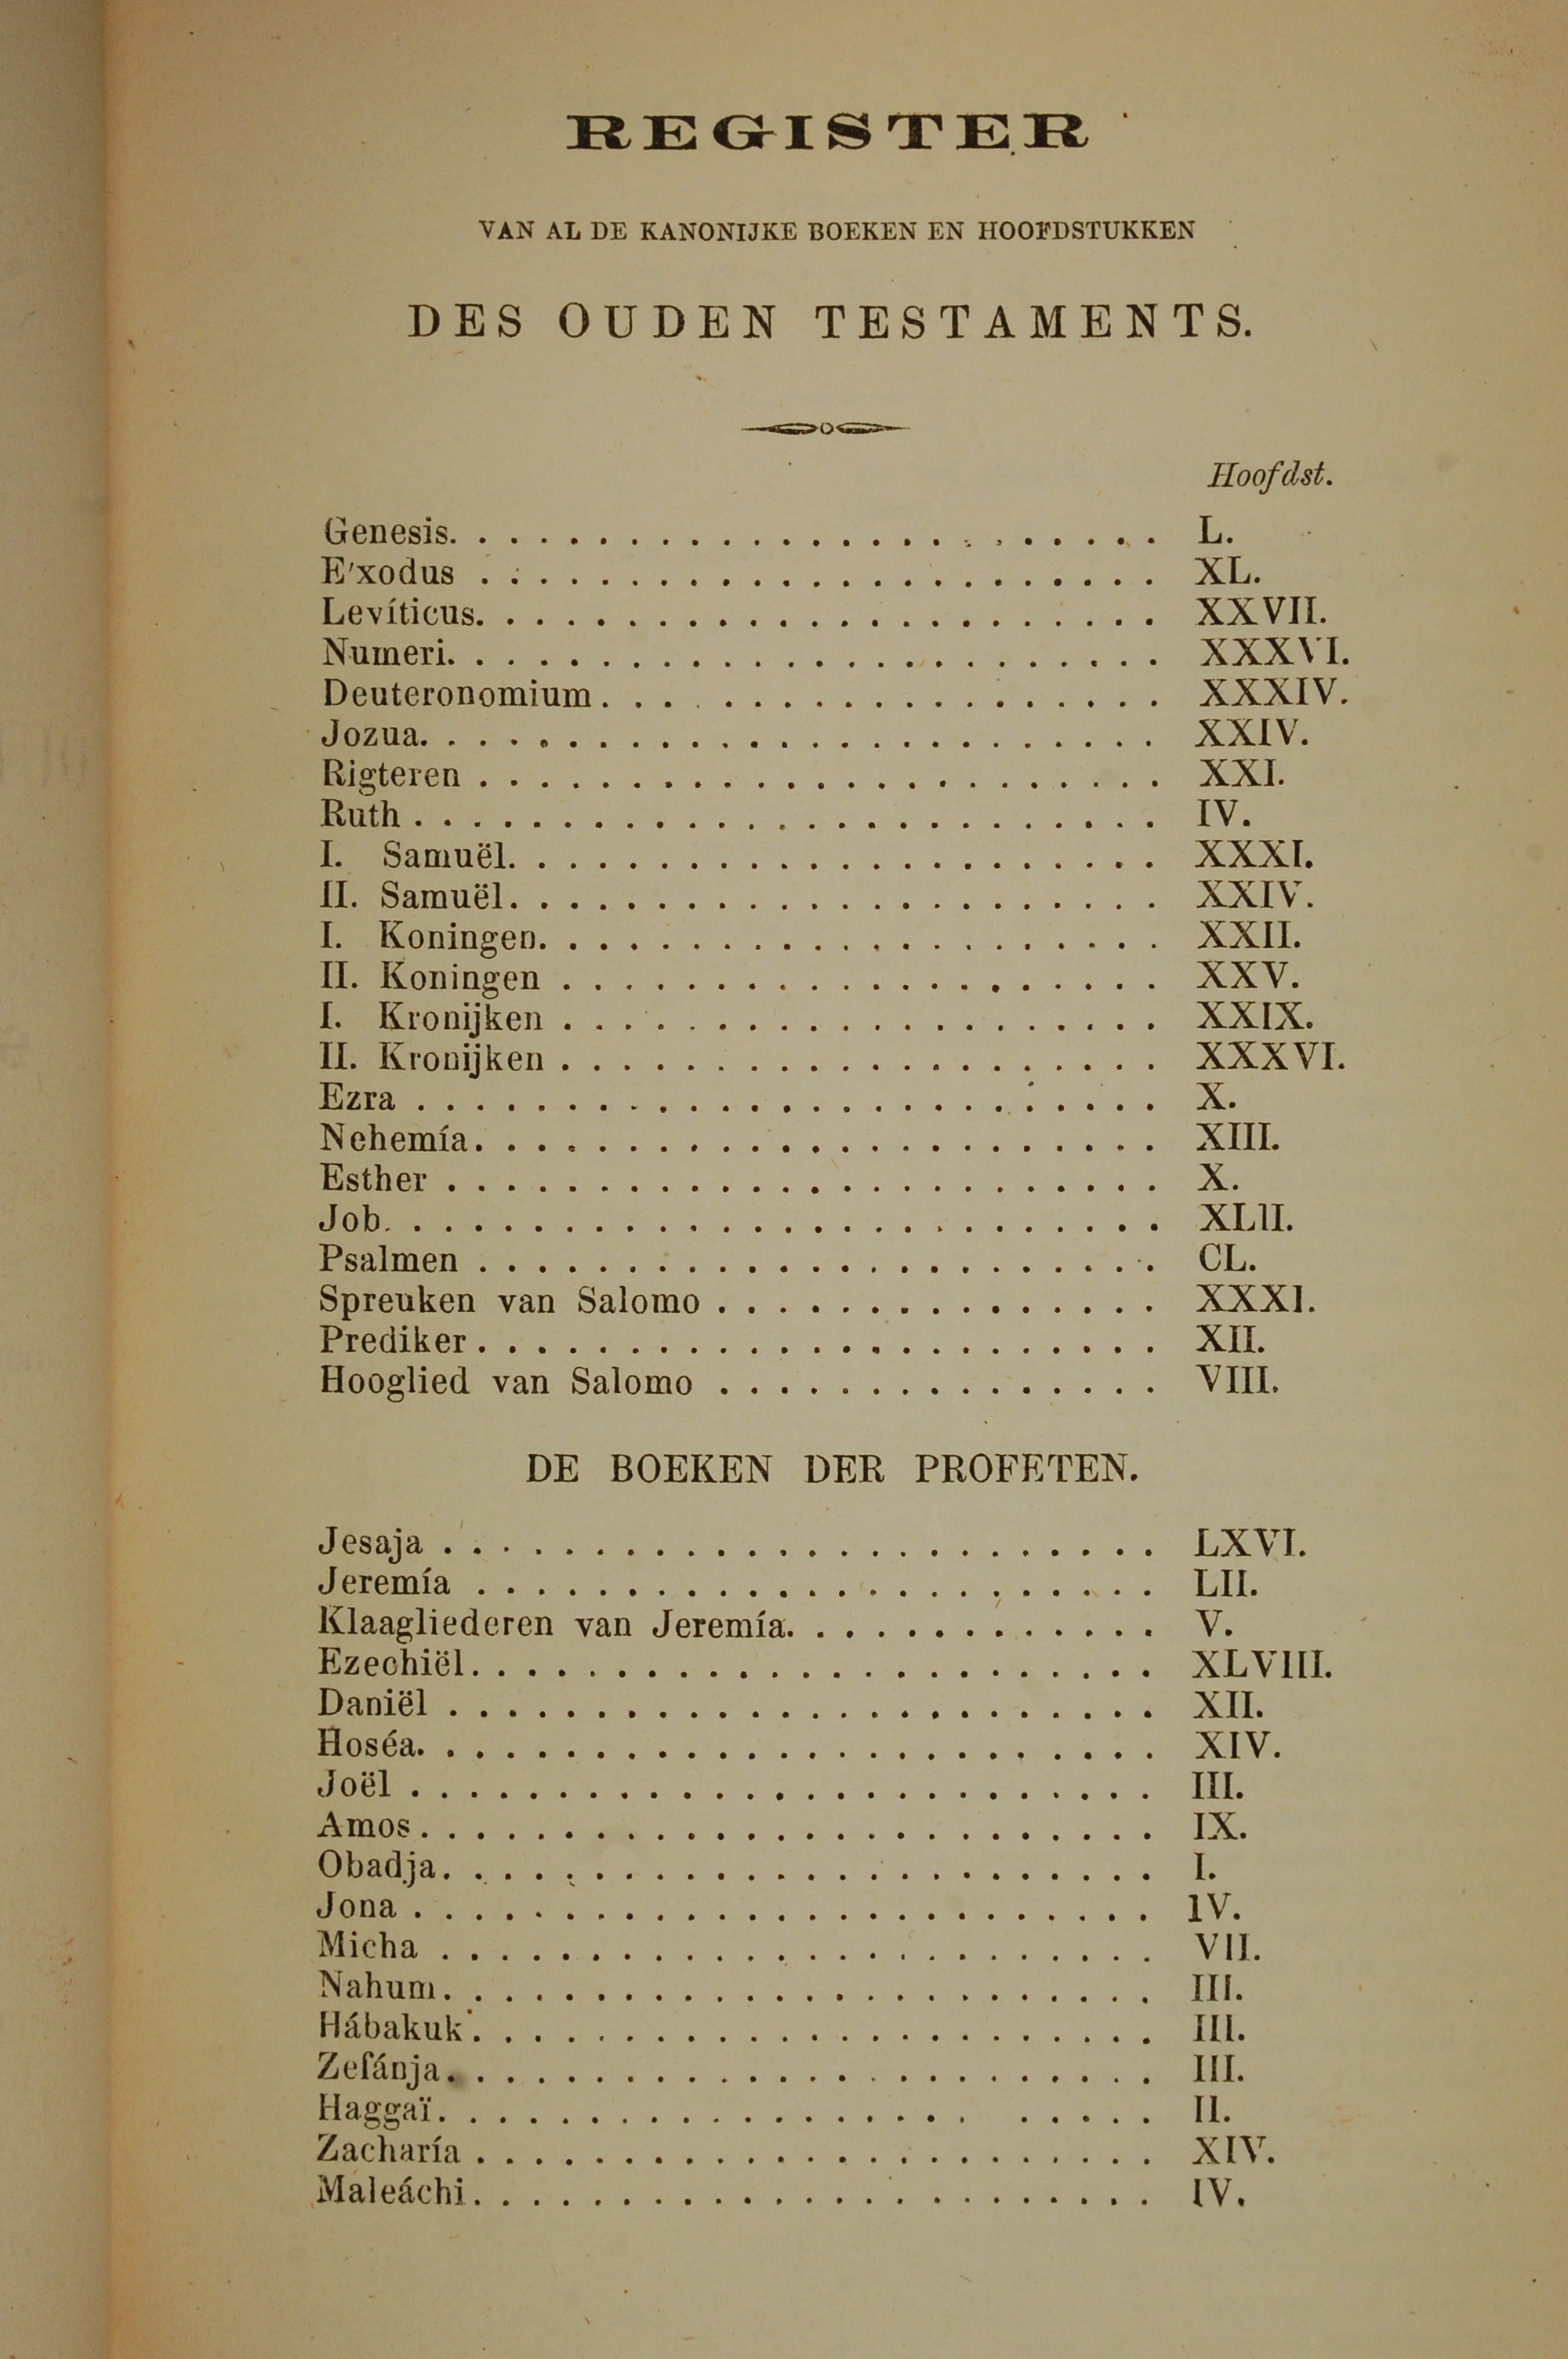 REGISTER
VAN AL DE KANONIJKE BOEKEN EN HOOFDSTUKKEN
DES OUDEN TESTAMENTS.
Hoofdst.
Genesis. . . . . . . . . . . . . . . . . . . . . . . . L.
E'xodus . . . . . . . . . . . . . . . . . . . . . . . XL.
Levíticus. . . . . . . . . . . . . . . . . . . . . . . XXVII.
Numeri. . . . . . . . . . . . . . . . . . . . . . . . XXXVI.
Deuteronomium. . . . . . . . . . . . . . . . . . . XXXIV.
Jozua. . . . . . . . . . . . . . . . . . . . . . . . . XXIV.
Rigteren . . . . . . . . . . . . . . . . . . . . . . . XXI.
Ruth . . . . . . . . . . . . . . . . . . . . . . . . . IV.
I. Samuël. . . . . . . . . . . . . . . . . . . . . . XXXI.
II. Samuël. . . . . . . . . . . . . . . . . . . . . . XXIV.
I. Koningen. . . . . . . . . . . . . . . . . . . . . XXII.
II. Koningen . . . . . . . . . . . . . . . . . . . . XXV.
I. Kronijken . . . . . . . . . . . . . . . . . . . . XXIX.
II. Kronijken . . . . . . . . . . . . . . . . . . . . XXXVI.
Ezra . . . . . . . . . . . . . . . . . . . . . . . . . X.
Nehemía. . . . . . . . . . . . . . . . . . . . . . . XIII.
Esther . . . . . . . . . . . . . . . . . . . . . . . . X.
Job. . . . . . . . . . . . . . . . . . . . . . . . . . XLII.
Psalmen . . . . . . . . . . . . . . . . . . . . . . . CL.
Spreuken van Salomo . . . . . . . . . . . . . . . XXXI.
Prediker . . . . . . . . . . . . . . . . . . . . . . . XII.
Hooglied van Salomo . . . . . . . . . . . . . . . VIII.
DE BOEKEN DER PROFETEN.
Jesaja . . . . . . . . . . . . . . . . . . . . . . . . LXVI.
Jeremía . . . . . . . . . . . . . . . . . . . . . . . LII.
Klaagliederen van Jeremía. . . . . . . . . . . . . V.
Ezechiël. . . . . . . . . . . . . . . . . . . . . . . XLVIII.
Daniël . . . . . . . . . . . . . . . . . . . . . . . . XII.
Hoséa. . . . . . . . . . . . . . . . . . . . . . . . . XIV.
Joël . . . . . . . . . . . . . . . . . . . . . . . . . III.
Amos . . . . . . . . . . . . . . . . . . . . . . . . . IX.
Obadja. . . . . . . . . . . . . . . . . . . . . . . . I.
Jona . . . . . . . . . . . . . . . . . . . . . . . . . IV.
Micha . . . . . . . . . . . . . . . . . . . . . . . . VII.
Nahum. . . . . . . . . . . . . . . . . . . . . . . . III.
Hábakuk. . . . . . . . . . . . . . . . . . . . . . . III.
Zefánja. . . . . . . . . . . . . . . . . . . . . . . . III.
Haggaï. . . . . . . . . . . . . . . . . . . . . . . II.
Zacharía . . . . . . . . . . . . . . . . . . . . . . . XIV.
Maleáchi. . . . . . . . . . . . . . . . . . . . . . . IV.